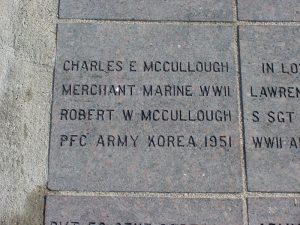 CHARLES E MCCULLOUGH
MERCHANT MARINE WWII
ROBERT W MCCULLOUGH
PFC ARMY KOREA 1951
IN LO
LAWREN
S SGT
WWII A